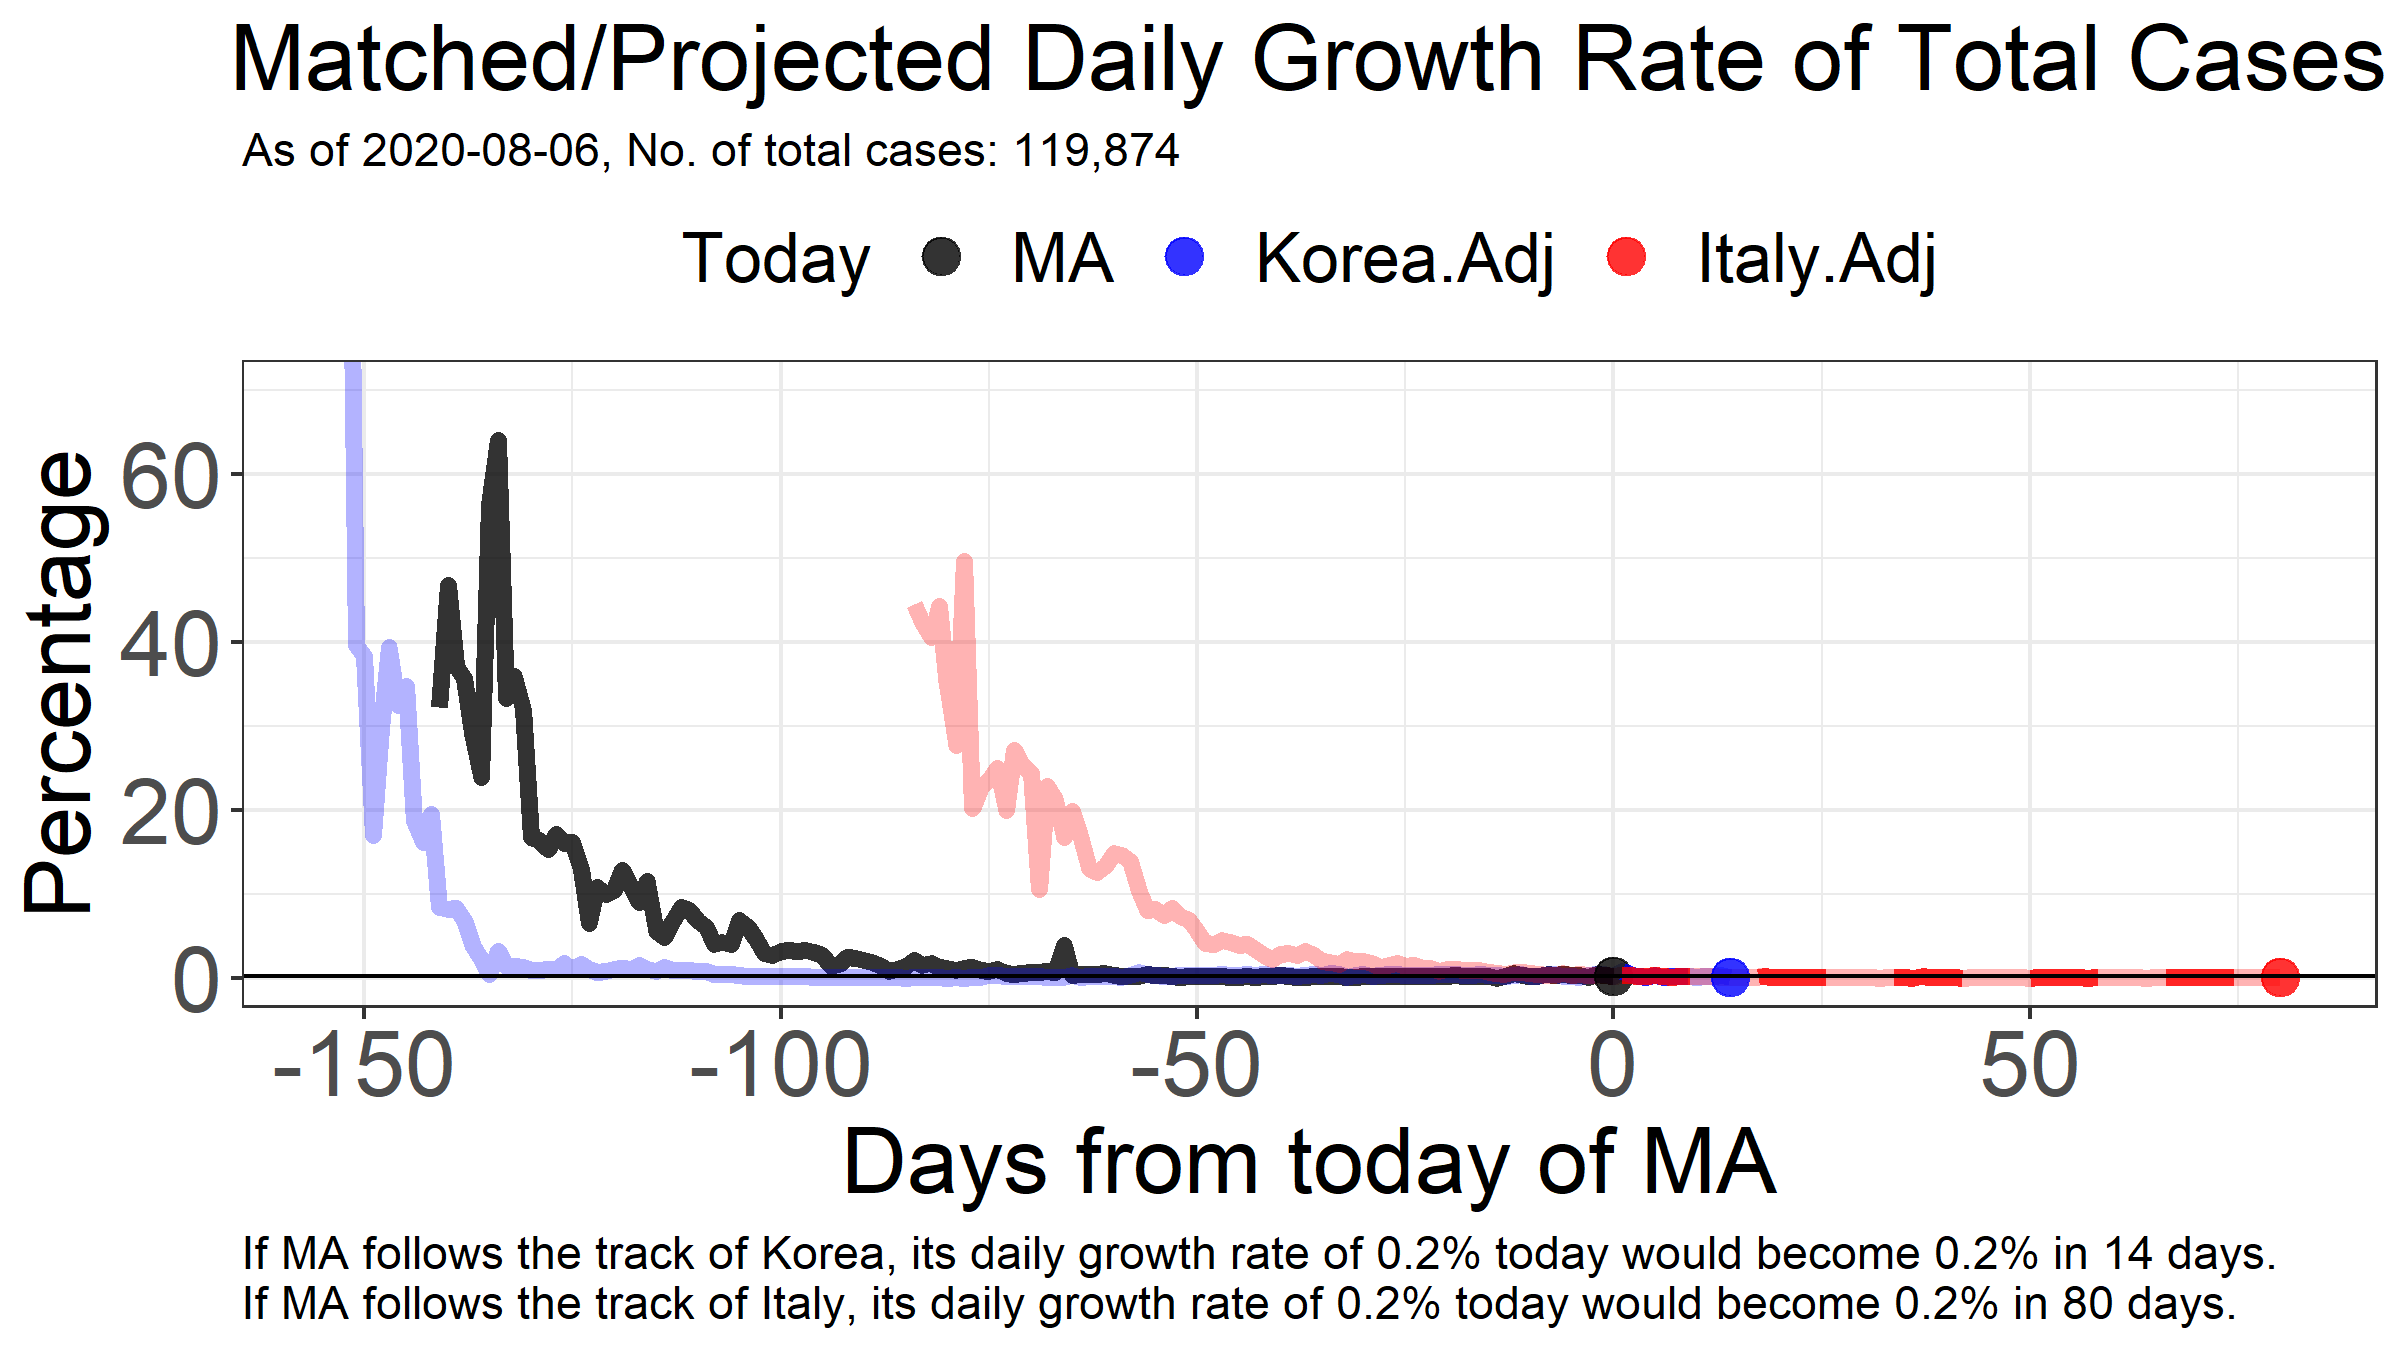 Matched/Projected Daily Growth Rate of Total Cases
As of 2020-08-06, No. of total cases: 119,874
Today MA Korea.Adj Italy.Adj
Percentage
60
40
20
0
-150 -100 -50 0 50
Days from today of MA
If MA follows the track of Korea, its daily growth rate of 0.2% today would become 0.2% in 14 days.
If MA follows the track of Italy, its daily growth rate of 0.2% today would become 0.2% in 80 days.